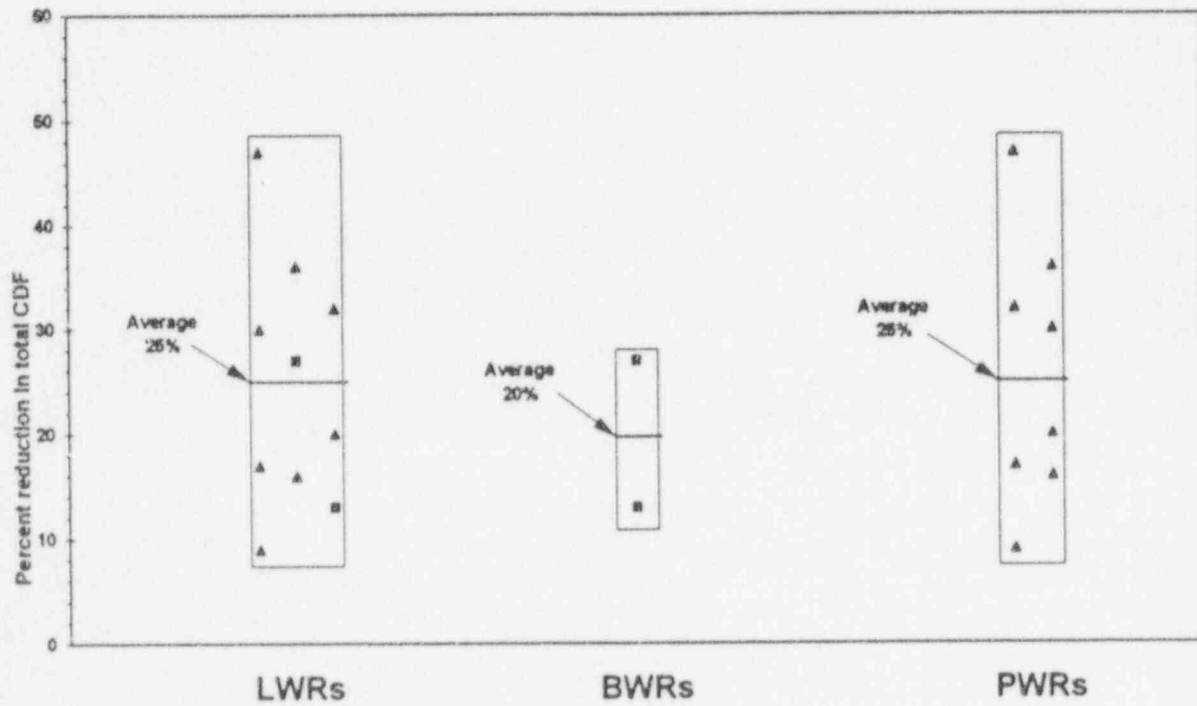 60
50
40
30
20
10
0
Percent reduction in total CDF
Average
25%
Average
20%
Average
25%
LWRs
BWRs
PWRs